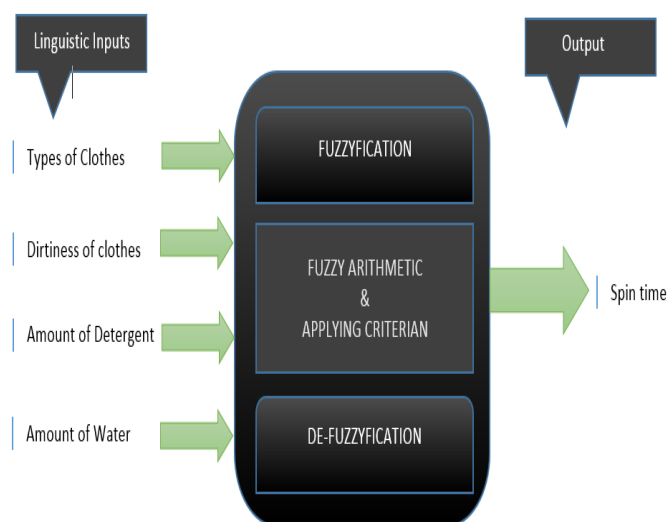 Linguistic Inputs
Output
Types of Clothes
Dirtiness of clothes
Amount of Detergent
Amount of Water
FUZZYFICATION
FUZZY ARITHMETIC
&
APPLYING CRITERIAN
DE-FUZZYFICATION
Spin time